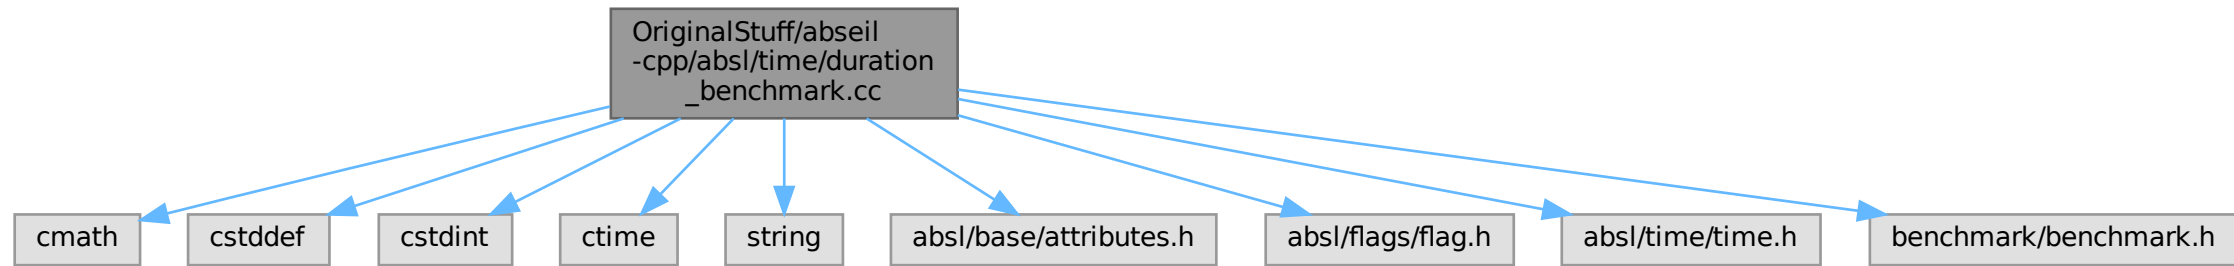 OriginalStuff/abseil
-cpp/absl/time/duration
_benchmark.cc
cmath
cstddef
cstdint
ctime
string
absl/base/attributes.h
absl/flags/flag.h
absl/time/time.h
benchmark/benchmark.h